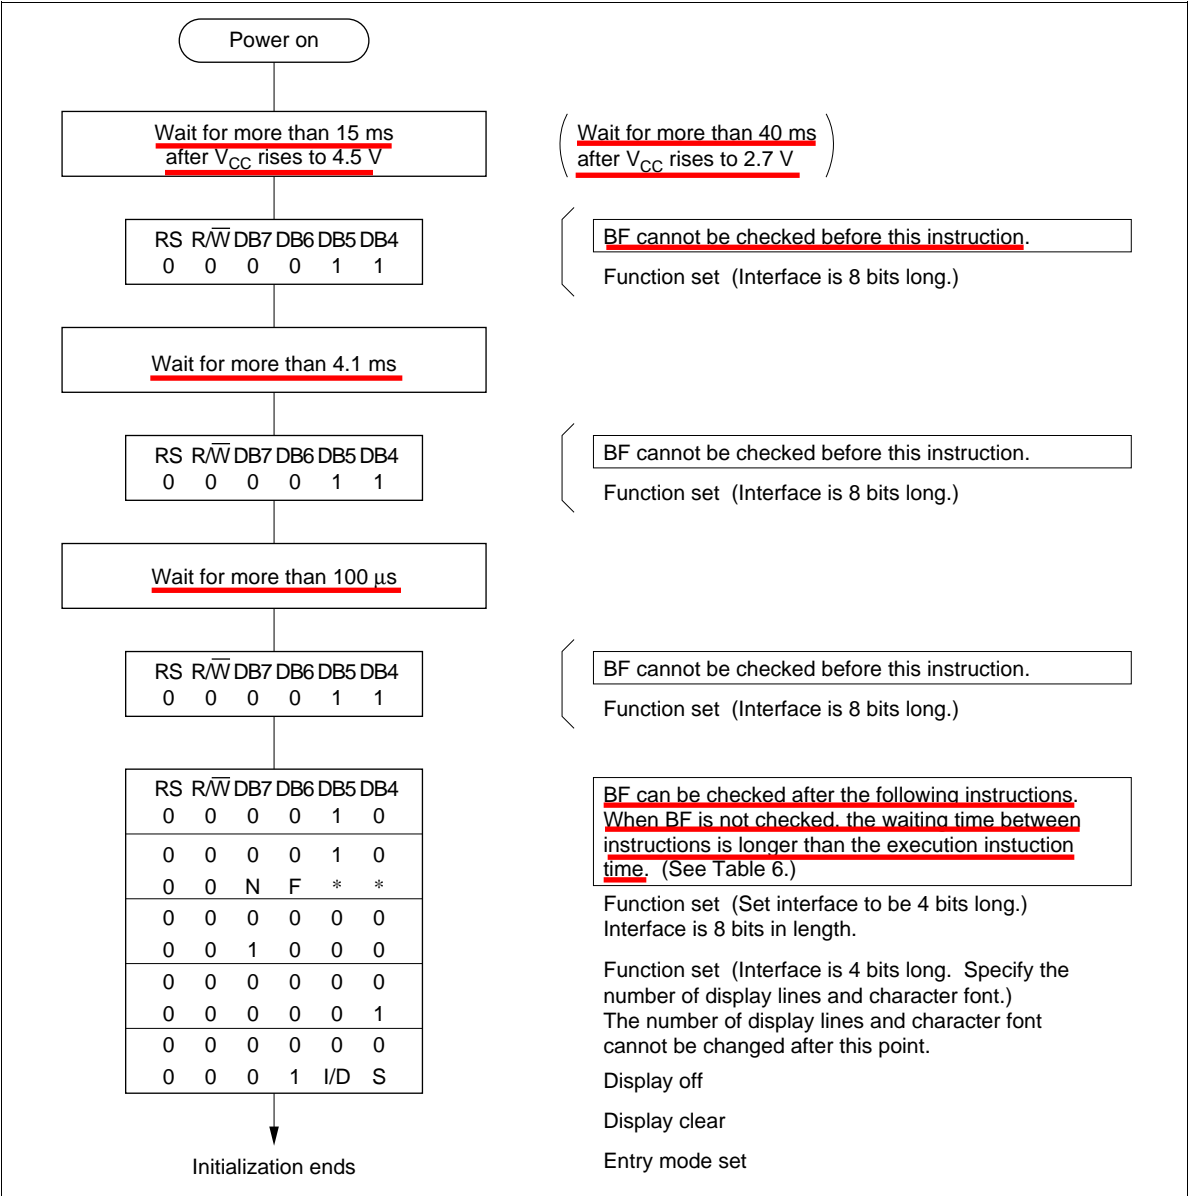 Power on
Wait for more than 15 ms
after VCC rises to 4.5 V
Wait for more than 40 ms
after VCC rises to 2.7 V
RS R/W̅ DB7 DB6 DB5 DB4
0 0 0 0 1 1
BF cannot be checked before this instruction.
Function set (Interface is 8 bits long.)
Wait for more than 4.1 ms
RS R/W̅ DB7 DB6 DB5 DB4
0 0 0 0 1 1
BF cannot be checked before this instruction.
Function set (Interface is 8 bits long.)
Wait for more than 100 μs
RS R/W̅ DB7 DB6 DB5 DB4
0 0 0 0 1 1
BF cannot be checked before this instruction.
Function set (Interface is 8 bits long.)
RS R/W̅ DB7 DB6 DB5 DB4
0 0 0 0 1 0
0 0 0 0 1 0
0 0 N F * *
0 0 0 0 0 0
0 0 1 0 0 0
0 0 0 0 0 0
0 0 0 0 0 1
0 0 0 0 0 0
0 0 0 1 I/D S
Initialization ends
BF can be checked after the following instructions.
When BF is not checked, the waiting time between
instructions is longer than the execution instuction
time. (See Table 6.)
Function set (Set interface to be 4 bits long.)
Interface is 8 bits in length.
Function set (Interface is 4 bits long. Specify the
number of display lines and character font.)
The number of display lines and character font
cannot be changed after this point.
Display off
Display clear
Entry mode set